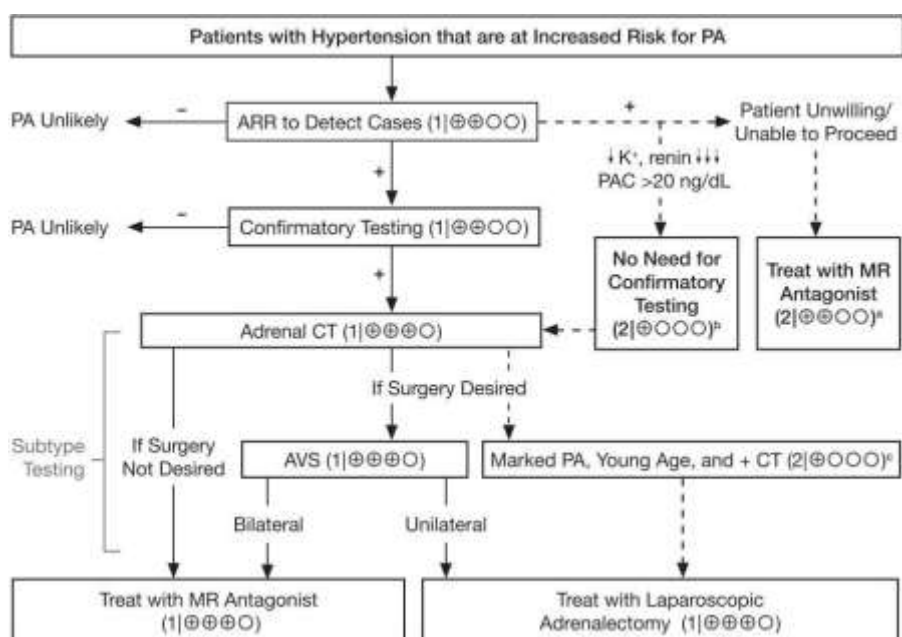 Patients with Hypertension that are at Increased Risk for PA
PA Unlikely
−
ARR to Detect Cases (1|⊕⊕○○)
+
Patient Unwilling/
Unable to Proceed
↓K⁺, renin ↓↓↓
PAC >20 ng/dL
+
PA Unlikely
−
Confirmatory Testing (1|⊕⊕○○)
No Need for
Confirmatory
Testing
(2|⊕○○○)ᵇ
Treat with MR
Antagonist
(2|⊕⊕○○)ᵃ
+
Adrenal CT (1|⊕⊕⊕○)
If Surgery Desired
Subtype
Testing
If Surgery
Not Desired
AVS (1|⊕⊕⊕○)
Marked PA, Young Age, and + CT (2|⊕○○○)ᶜ
Bilateral
Unilateral
Treat with MR Antagonist
(1|⊕⊕⊕○)
Treat with Laparoscopic
Adrenalectomy (1|⊕⊕⊕○)